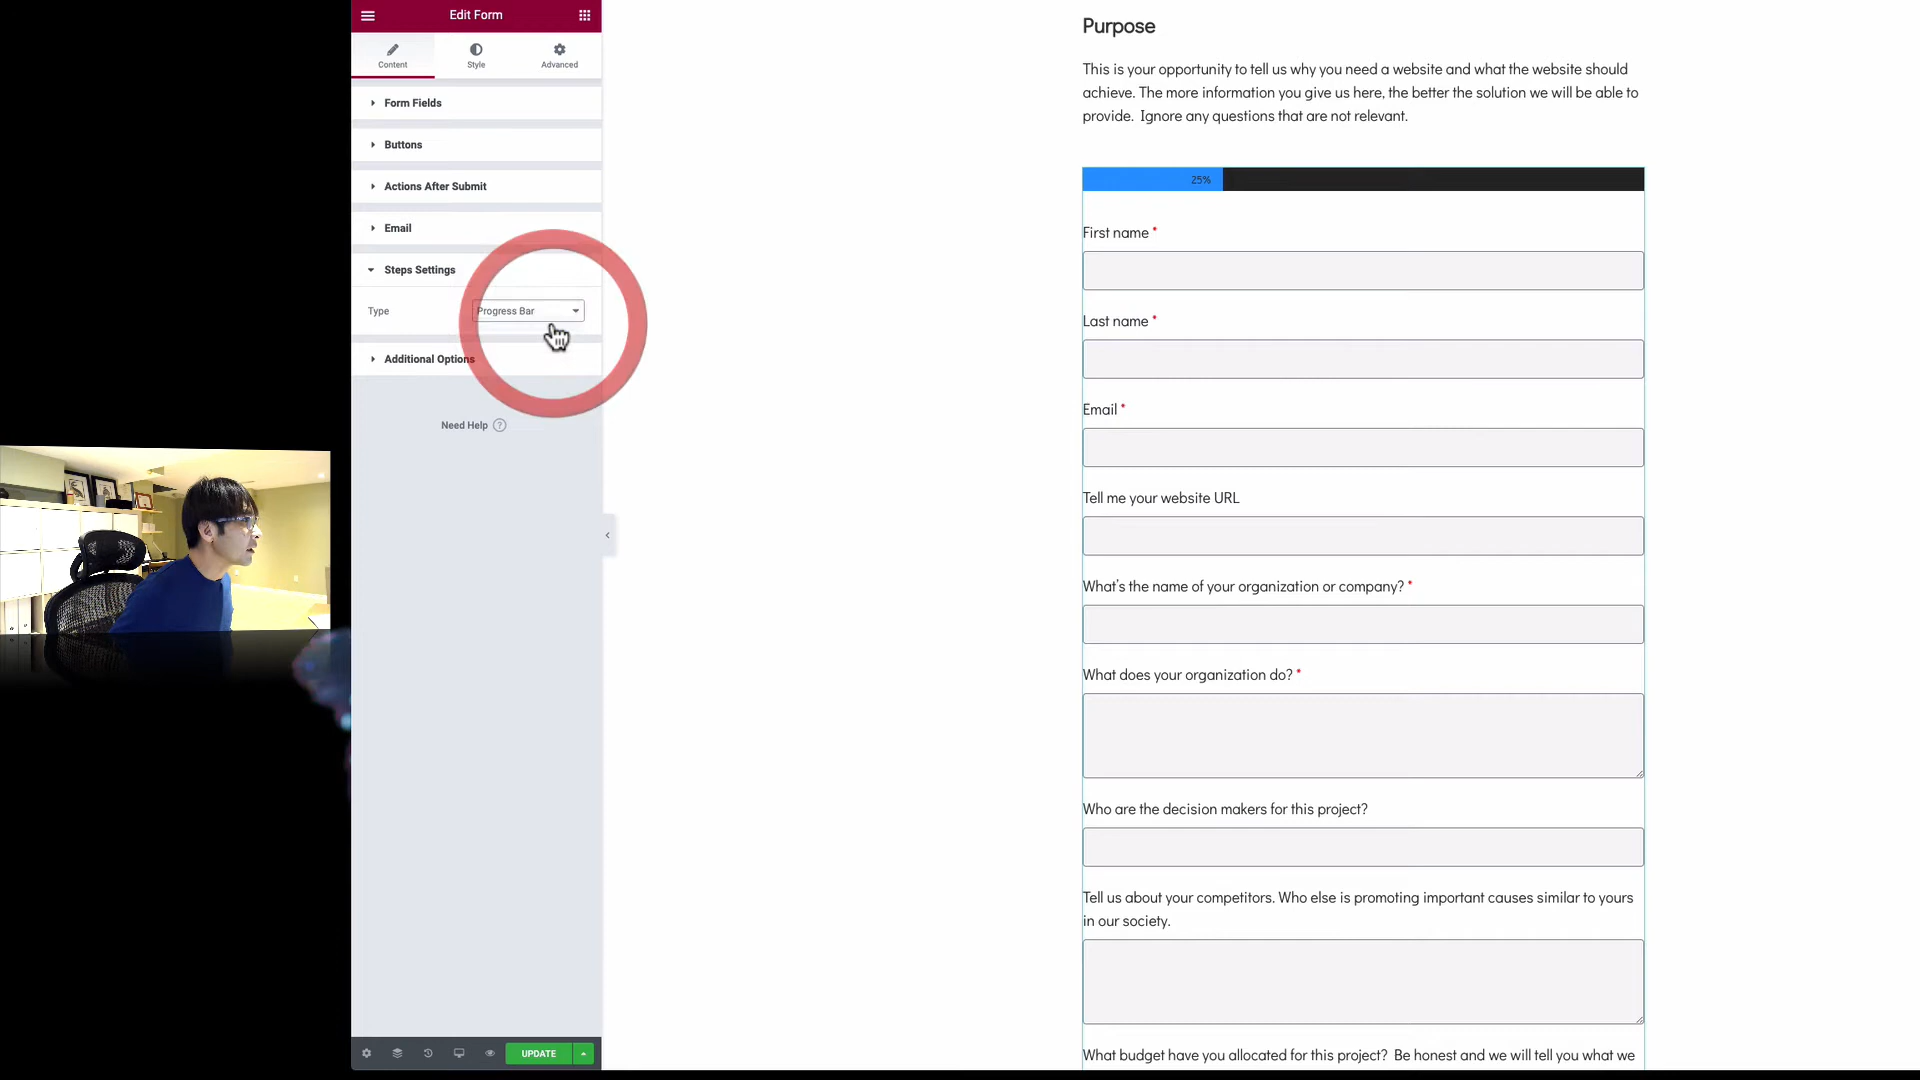 Edit Form
Content
Style
Advanced
Form Fields
Buttons
Actions After Submit
Email
Steps Settings
Type
Progress Bar
Additional Options
Need Help ?
UPDATE
Purpose
This is your opportunity to tell us why you need a website and what the website should
achieve. The more information you give us here, the better the solution we will be able to
provide. Ignore any questions that are not relevant.
25%
First name *
Last name *
Email *
Tell me your website URL
What's the name of your organization or company? *
What does your organization do? *
Who are the decision makers for this project?
Tell us about your competitors. Who else is promoting important causes similar to yours
in our society.
What budget have you allocated for this project? Be honest and we will tell you what we